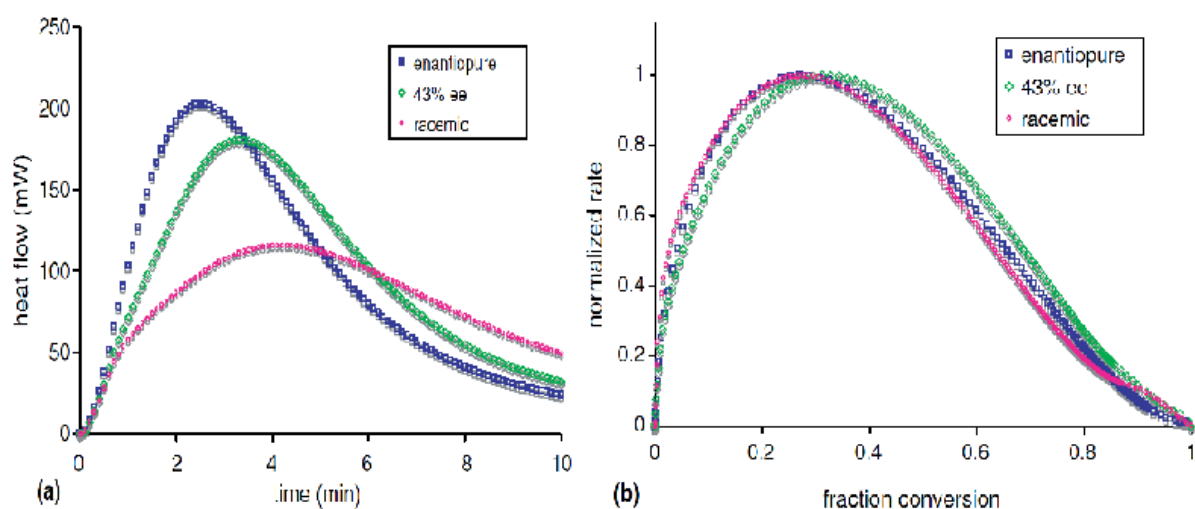 250
200
150
100
50
0
heat flow (mW)
enantiopure
43% ee
racemic
0 2 4 6 8 10
(a)
time (min)
1
0.8
0.6
0.4
0.2
0
normalized rate
enantiopure
43% ee
racemic
0 0.2 0.4 0.6 0.8 1
(b)
fraction conversion